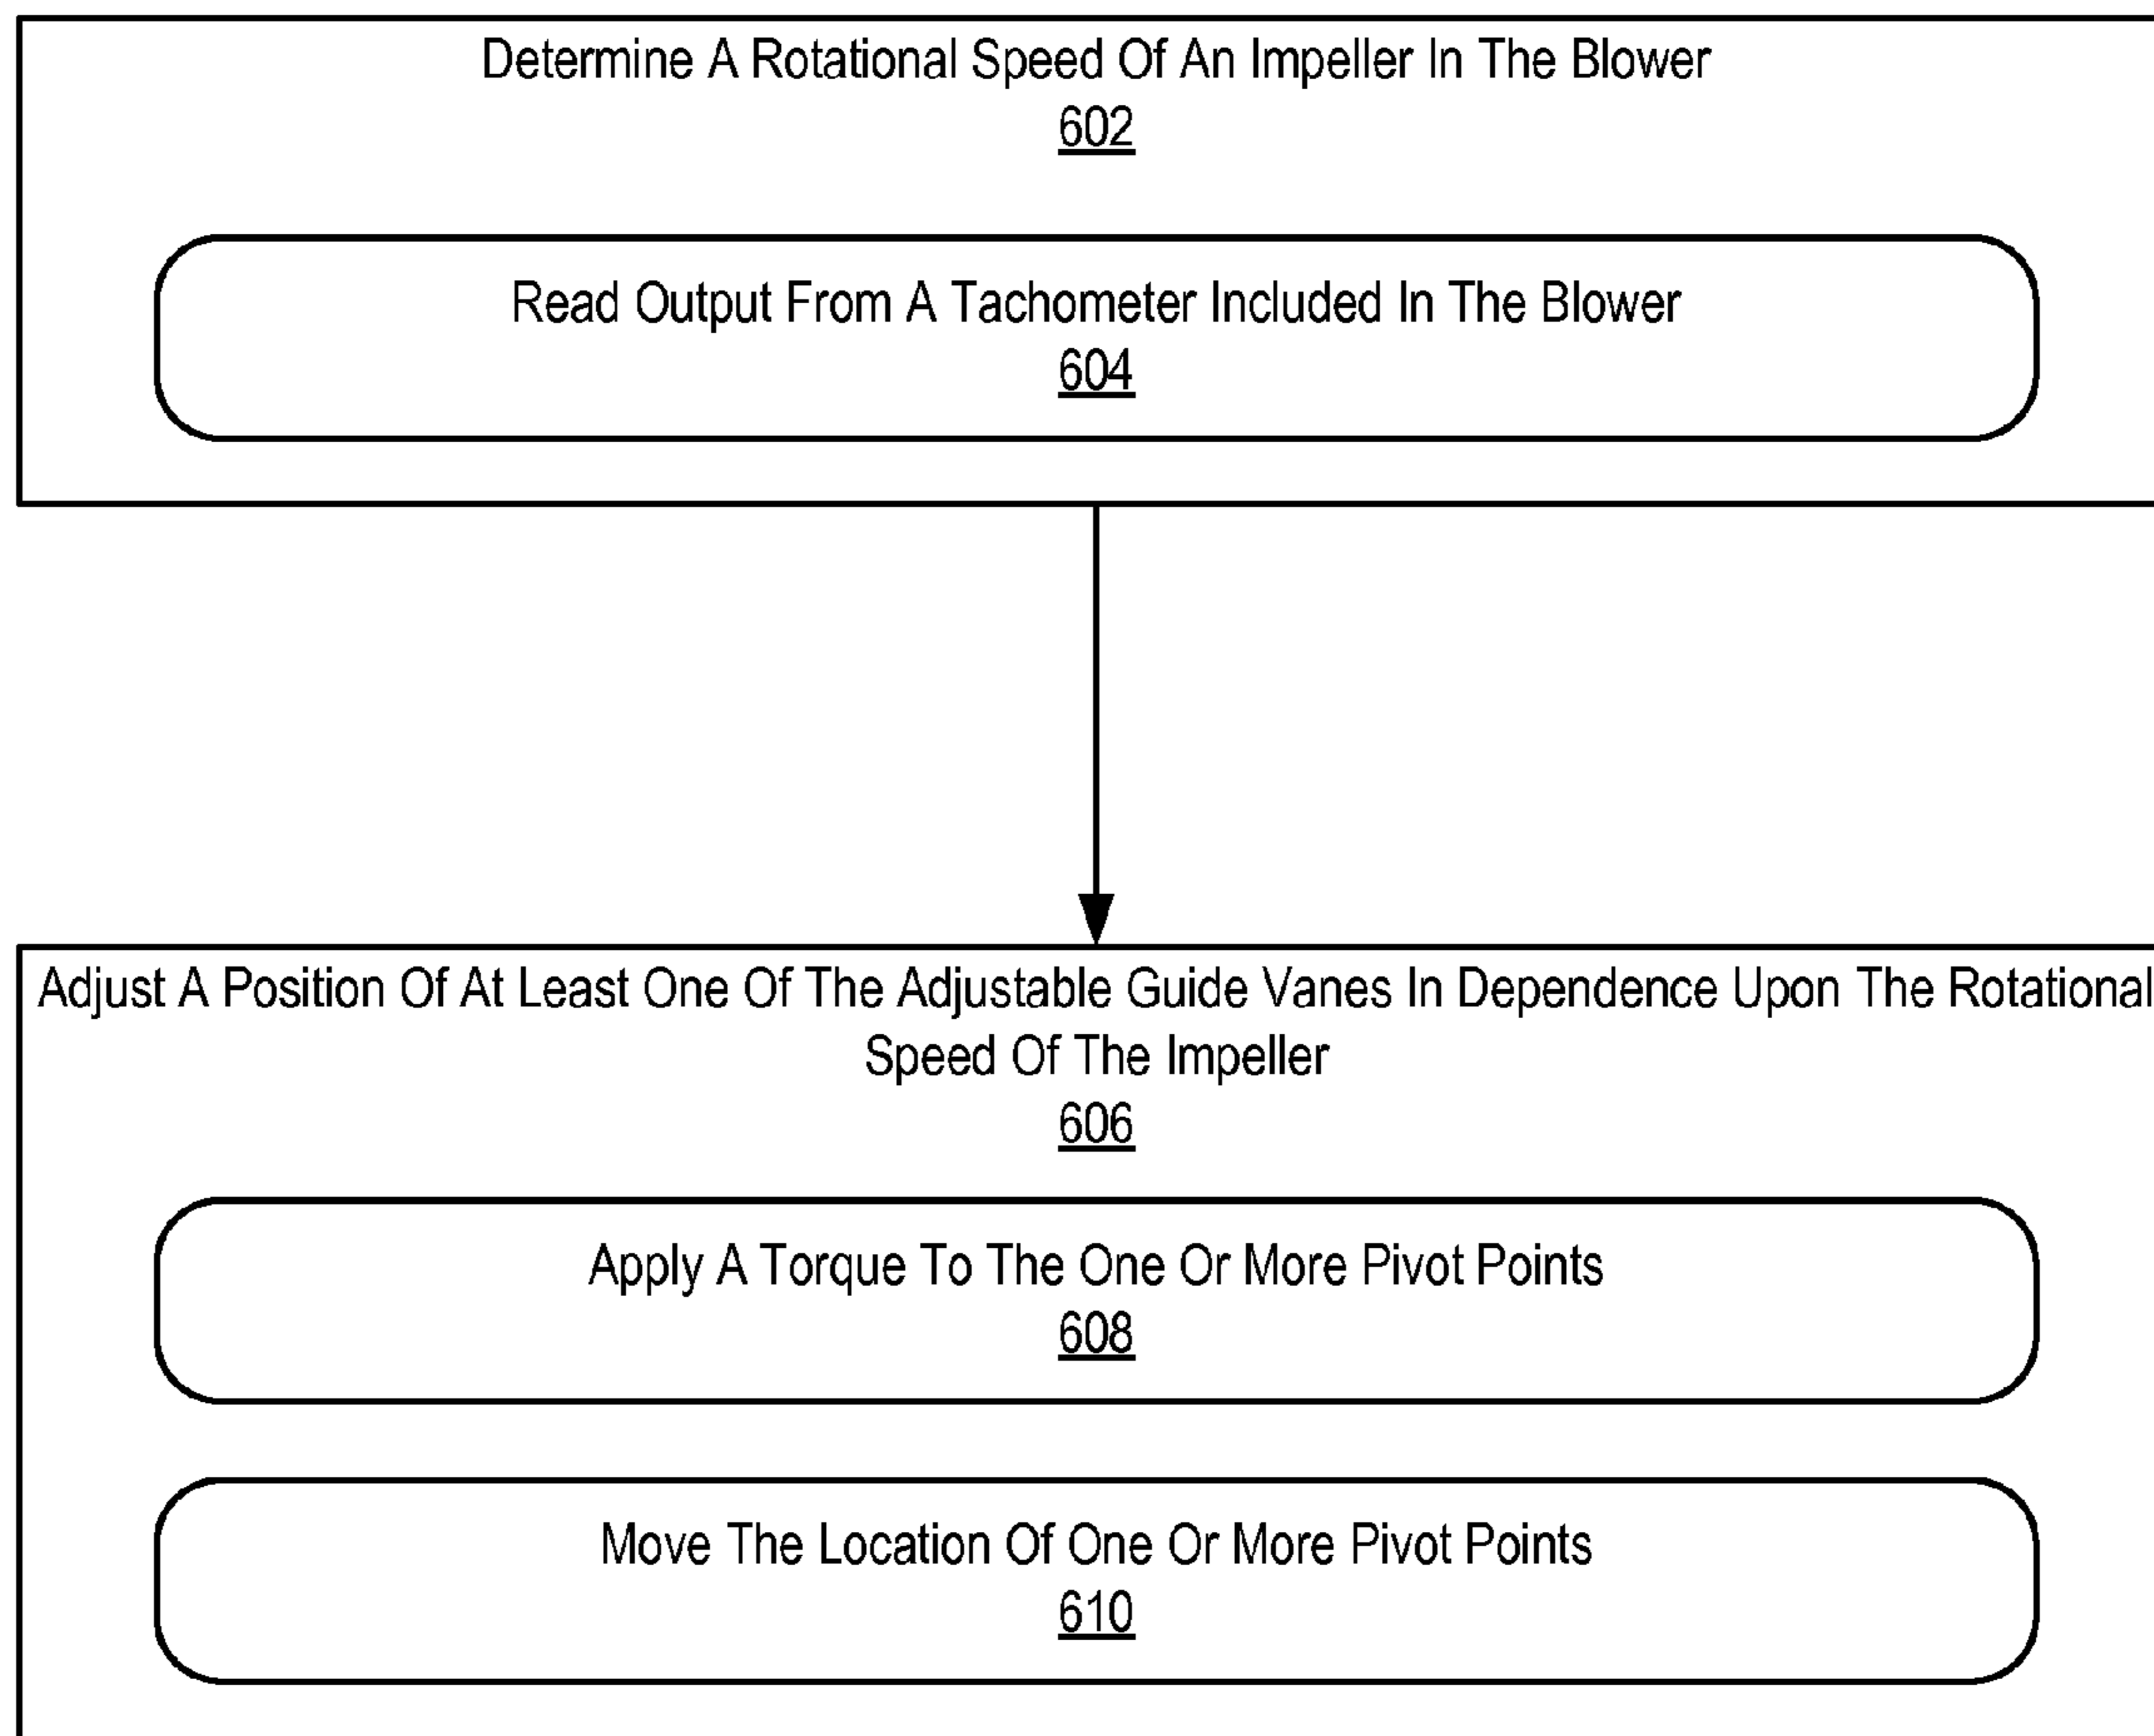 Determine A Rotational Speed Of An Impeller In The Blower
602
Read Output From A Tachometer Included In The Blower
604
Adjust A Position Of At Least One Of The Adjustable Guide Vanes In Dependence Upon The Rotational
Speed Of The Impeller
606
Apply A Torque To The One Or More Pivot Points
608
Move The Location Of One Or More Pivot Points
610